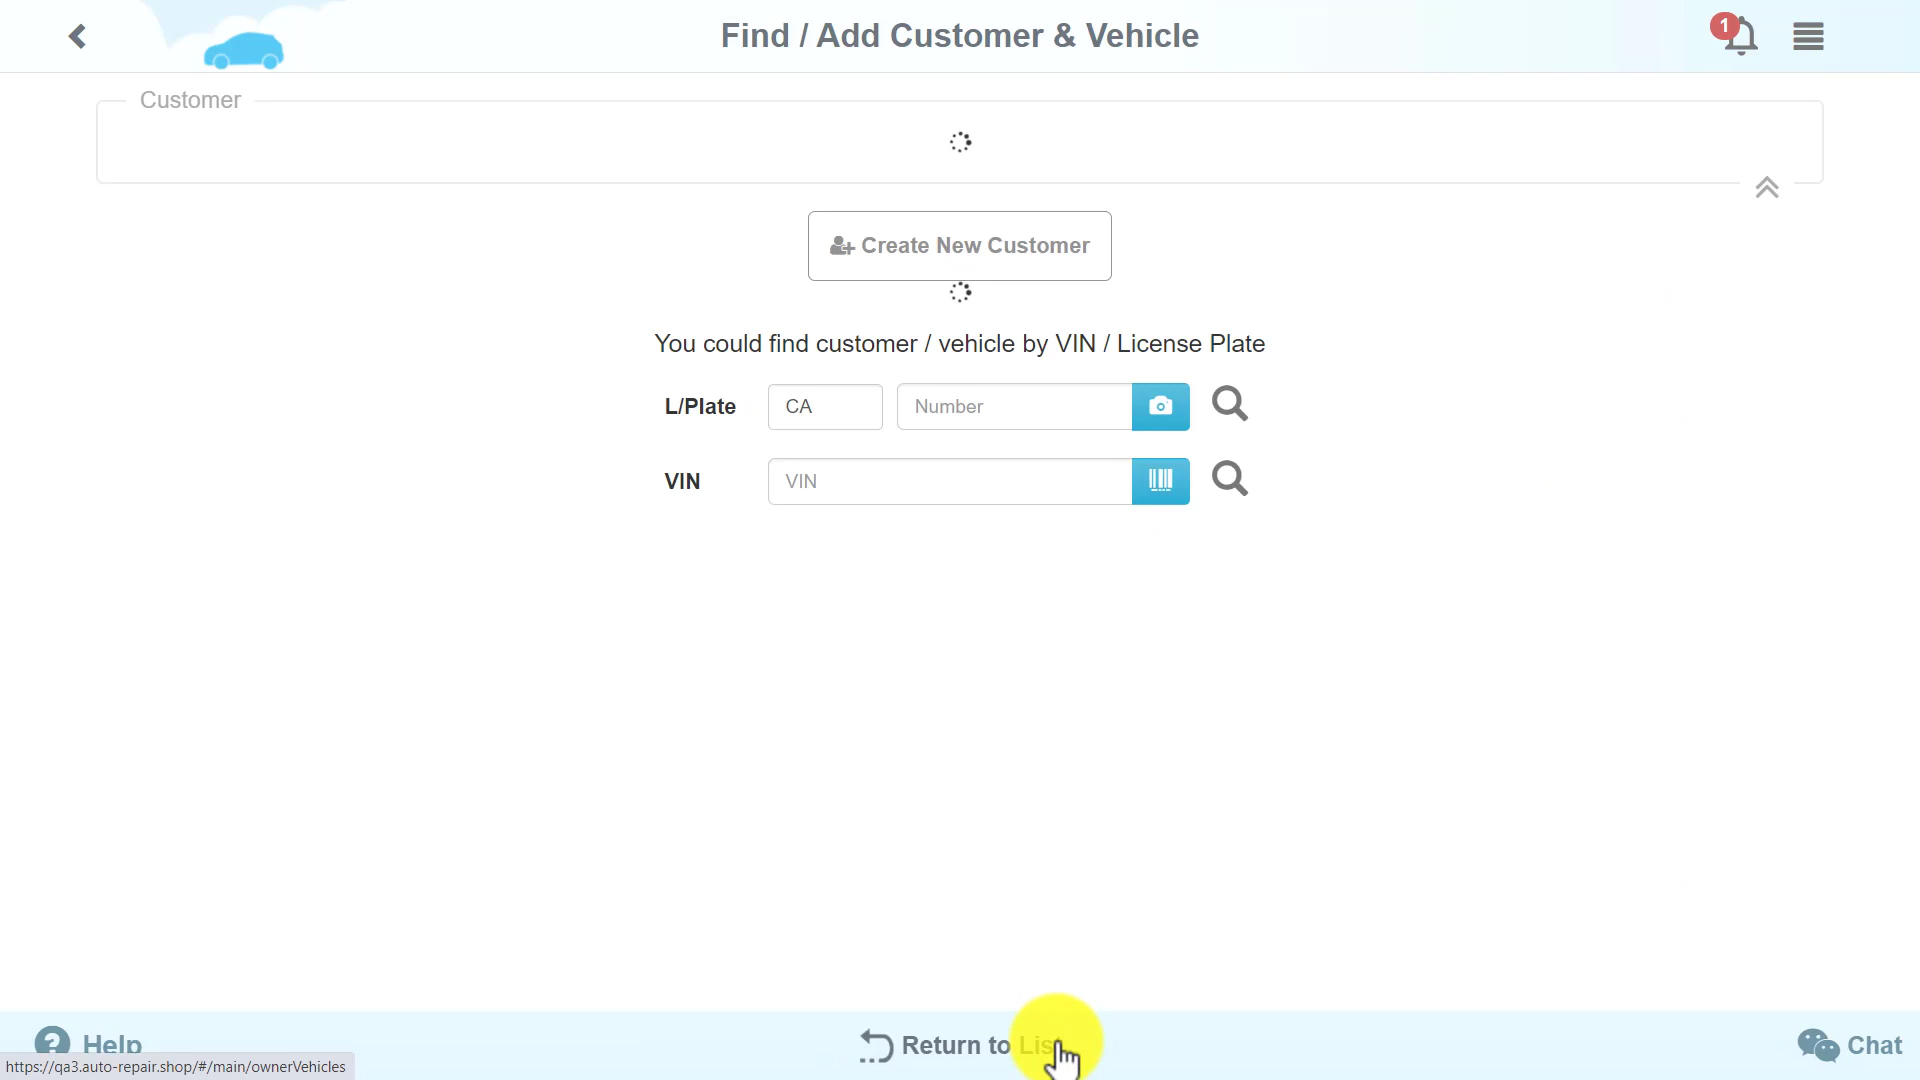 Find / Add Customer & Vehicle
1
Customer
Create New Customer
You could find customer / vehicle by VIN / License Plate
L/Plate CA Number
VIN VIN
Help
Return to List
Chat
https://qa3.auto-repair.shop/#/main/ownerVehicles